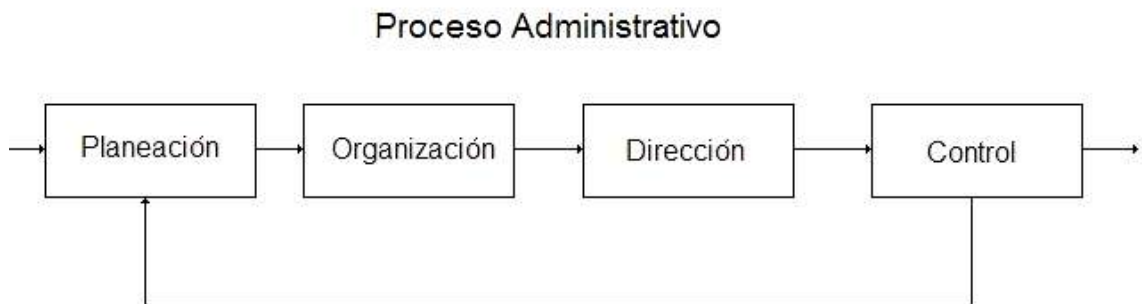 Proceso Administrativo
Planeación
Organización
Dirección
Control